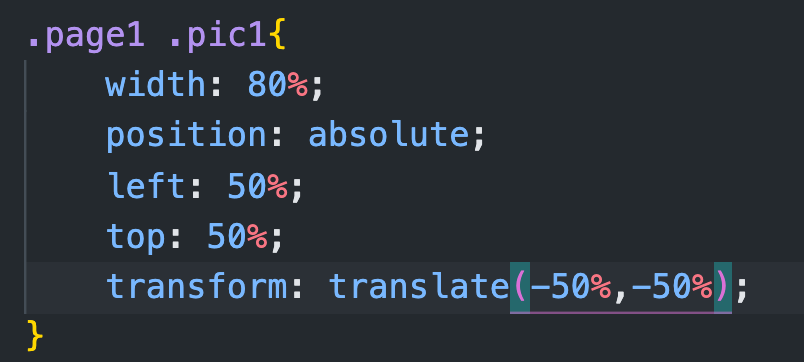 .page1 .pic1{
    width: 80%;
    position: absolute;
    left: 50%;
    top: 50%;
    transform: translate(-50%,-50%);
}